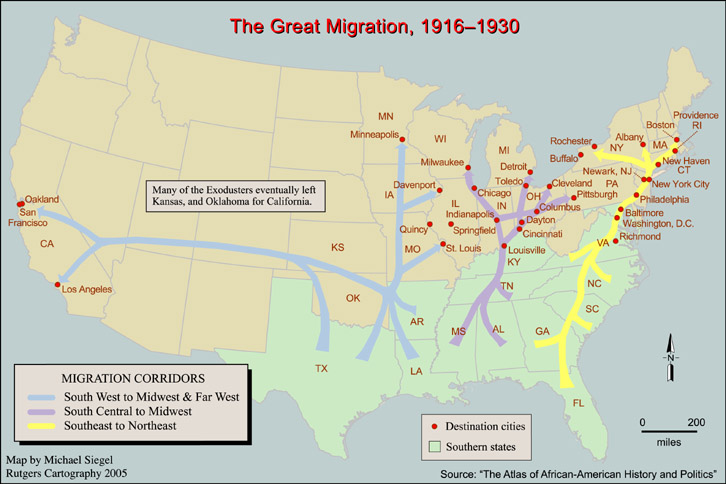 The Great Migration, 1916–1930
MN
Minneapolis
WI
Milwaukee
MI
Detroit
Toledo
Rochester
Buffalo
Albany
NY
Boston
MA
Providence
RI
New Haven
CT
New York City
Newark, NJ
PA
Philadelphia
Pittsburgh
Cleveland
OH
Columbus
Dayton
Cincinnati
Baltimore
Washington, D.C.
Richmond
VA
Many of the Exodusters eventually left
Kansas, and Oklahoma for California.
Davenport
IA
Chicago
IL
IN
Indianapolis
Springfield
Quincy
MO
St. Louis
Louisville
KY
Oakland
San
Francisco
CA
Los Angeles
KS
OK
AR
TN
NC
SC
MS
AL
GA
TX
LA
FL
MIGRATION CORRIDORS
South West to Midwest & Far West
South Central to Midwest
Southeast to Northeast
Destination cities
Southern states
N
0 200
miles
Map by Michael Siegel
Rutgers Cartography 2005
Source: “The Atlas of African-American History and Politics”